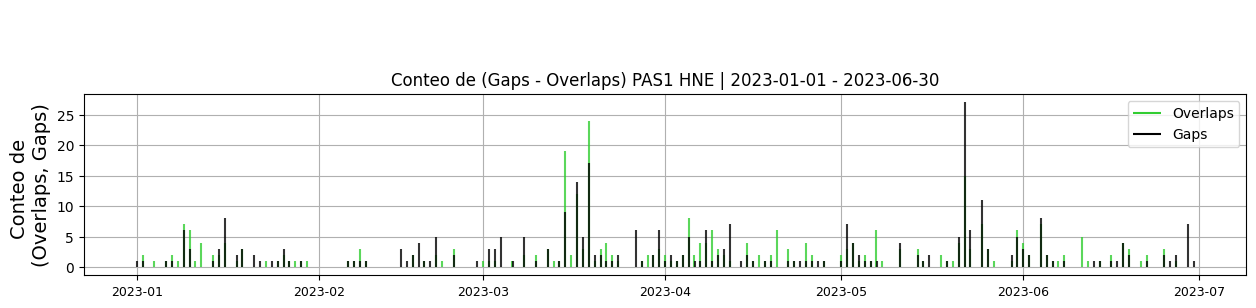 Conteo de (Gaps - Overlaps) PAS1 HNE | 2023-01-01 - 2023-06-30
Conteo de
(Overlaps, Gaps)
25
20
15
10
5
0
Overlaps
Gaps
2023-01
2023-02
2023-03
2023-04
2023-05
2023-06
2023-07